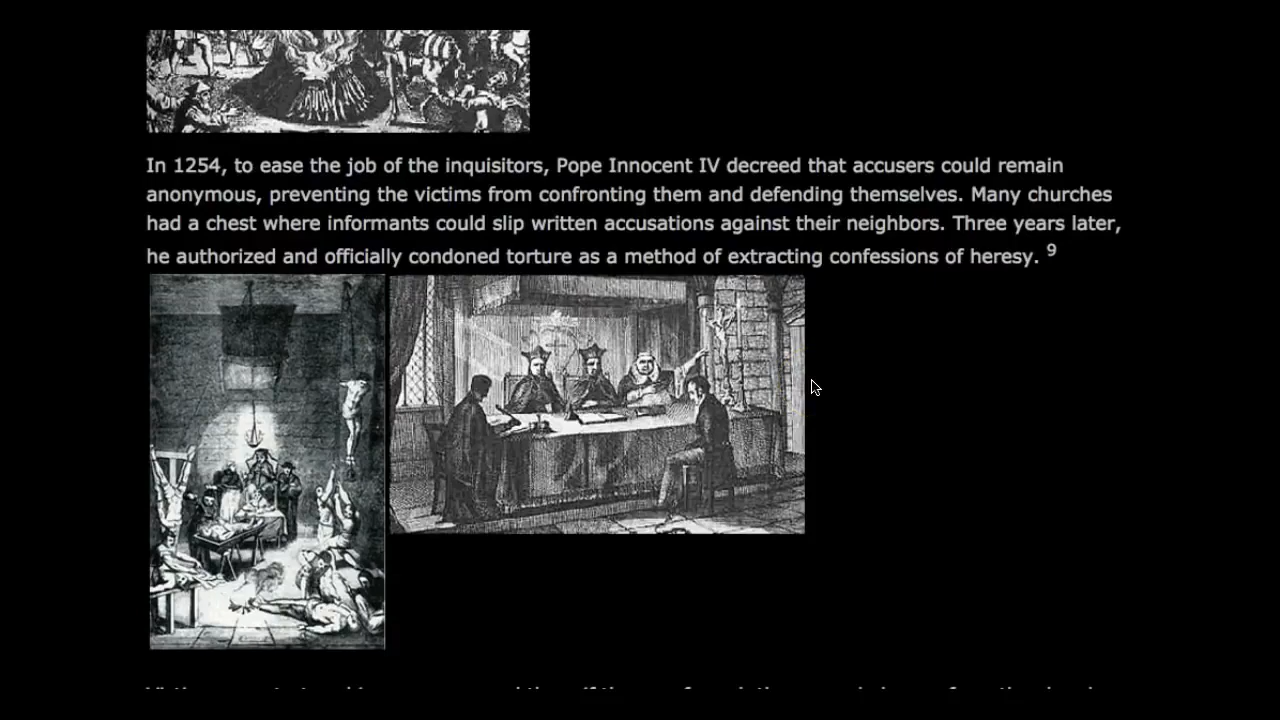 In 1254, to ease the job of the inquisitors, Pope Innocent IV decreed that accusers could remain
anonymous, preventing the victims from confronting them and defending themselves. Many churches
had a chest where informants could slip written accusations against their neighbors. Three years later,
he authorized and officially condoned torture as a method of extracting confessions of heresy. 9